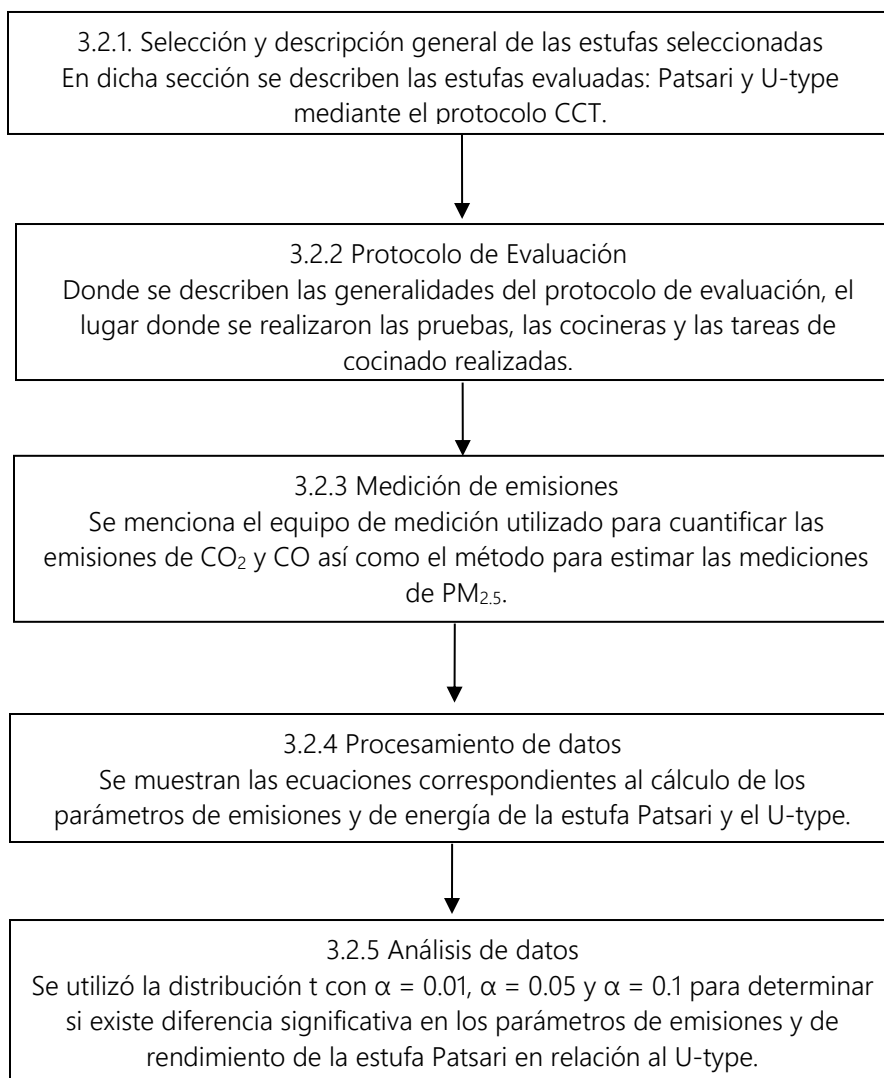 3.2.1. Selección y descripción general de las estufas seleccionadas
En dicha sección se describen las estufas evaluadas: Patsari y U-type
mediante el protocolo CCT.
3.2.2 Protocolo de Evaluación
Donde se describen las generalidades del protocolo de evaluación, el
lugar donde se realizaron las pruebas, las cocineras y las tareas de
cocinado realizadas.
3.2.3 Medición de emisiones
Se menciona el equipo de medición utilizado para cuantificar las
emisiones de CO₂ y CO así como el método para estimar las mediciones
de PM₂.₅.
3.2.4 Procesamiento de datos
Se muestran las ecuaciones correspondientes al cálculo de los
parámetros de emisiones y de energía de la estufa Patsari y el U-type.
3.2.5 Análisis de datos
Se utilizó la distribución t con α = 0.01, α = 0.05 y α = 0.1 para determinar
si existe diferencia significativa en los parámetros de emisiones y de
rendimiento de la estufa Patsari en relación al U-type.